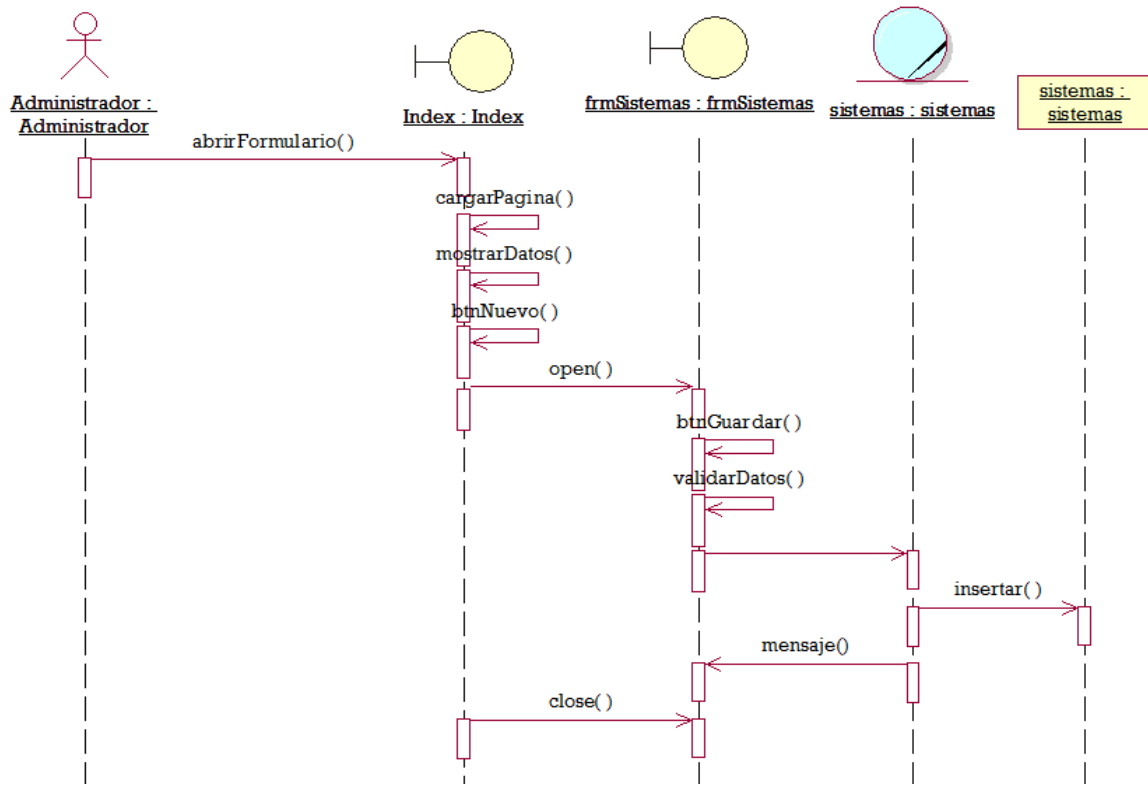 Administrador :
Administrador
Index : Index
frmSistemas : frmSistemas
sistemas : sistemas
sistemas :
sistemas
abrirFormulario()
cargarPagina()
mostrarDatos()
btnNuevo()
open()
btnGuardar()
validarDatos()
insertar()
mensaje()
close()